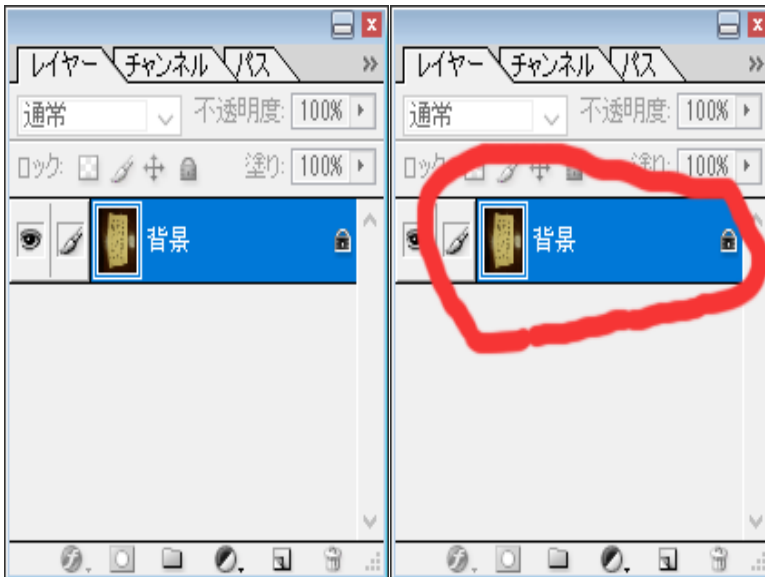 レイヤー チャンネル パス
通常 不透明度: 100%
ロック: 塗り: 100%
背景
レイヤー チャンネル パス
通常 不透明度: 100%
ロック: 塗り: 100%
背景